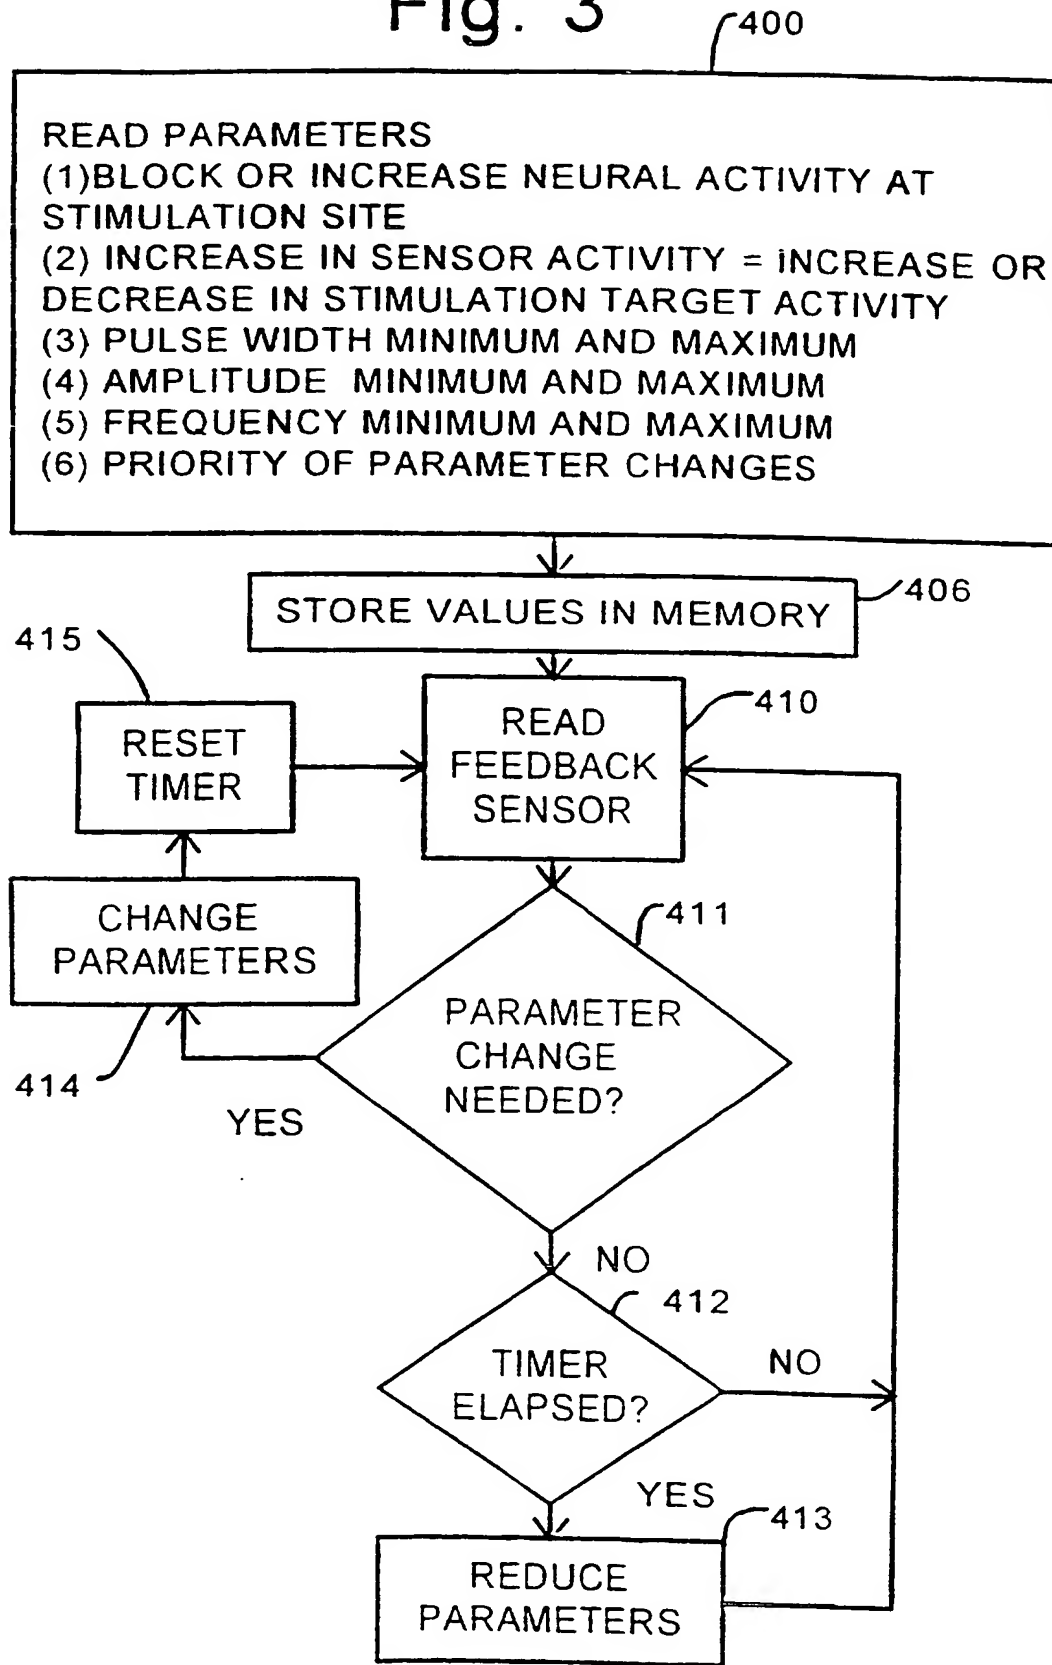 Fig. 3
400
READ PARAMETERS
(1)BLOCK OR INCREASE NEURAL ACTIVITY AT
STIMULATION SITE
(2) INCREASE IN SENSOR ACTIVITY = INCREASE OR
DECREASE IN STIMULATION TARGET ACTIVITY
(3) PULSE WIDTH MINIMUM AND MAXIMUM
(4) AMPLITUDE MINIMUM AND MAXIMUM
(5) FREQUENCY MINIMUM AND MAXIMUM
(6) PRIORITY OF PARAMETER CHANGES
STORE VALUES IN MEMORY
406
415
RESET
TIMER
READ
FEEDBACK
SENSOR
410
CHANGE
PARAMETERS
414
411
PARAMETER
CHANGE
NEEDED?
YES
NO
412
TIMER
ELAPSED?
NO
YES
413
REDUCE
PARAMETERS